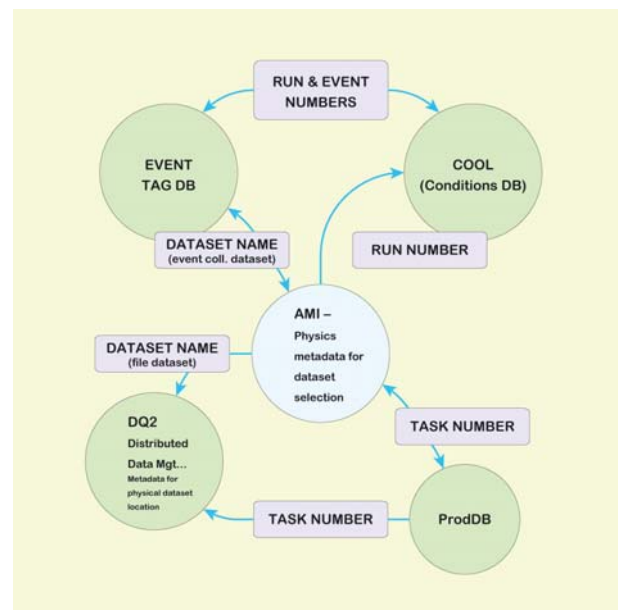 RUN & EVENT
NUMBERS
EVENT
TAG DB
COOL
(Conditions DB)
DATASET NAME
(event coll. dataset)
RUN NUMBER
AMI –
Physics
metadata for
dataset
selection
DATASET NAME
(file dataset)
DQ2
Distributed
Data Mgt...
Metadata for
physical dataset
location
TASK NUMBER
TASK NUMBER
ProdDB